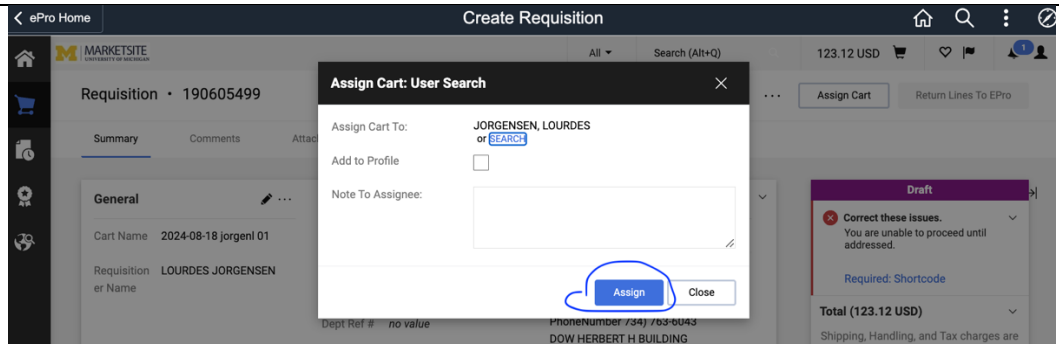 ePro Home
Create Requisition
M MARKETSITE
UNIVERSITY OF MICHIGAN
All
Search (Alt+Q)
123.12 USD
1
Requisition • 190605499
...
Assign Cart
Return Lines To EPro
Summary
Comments
Attac
Assign Cart: User Search
Assign Cart To:
JORGENSEN, LOURDES
or SEARCH
Add to Profile
Note To Assignee:
Assign
Close
General
...
Cart Name 2024-08-18 jorgenl 01
Requisition LOURDES JORGENSEN
er Name
Dept Ref # no value
PhoneNumber 734) 763-6043
DOW HERBERT H BUILDING
Draft
Correct these issues.
You are unable to proceed until
addressed.
Required: Shortcode
Total (123.12 USD)
Shipping, Handling, and Tax charges are